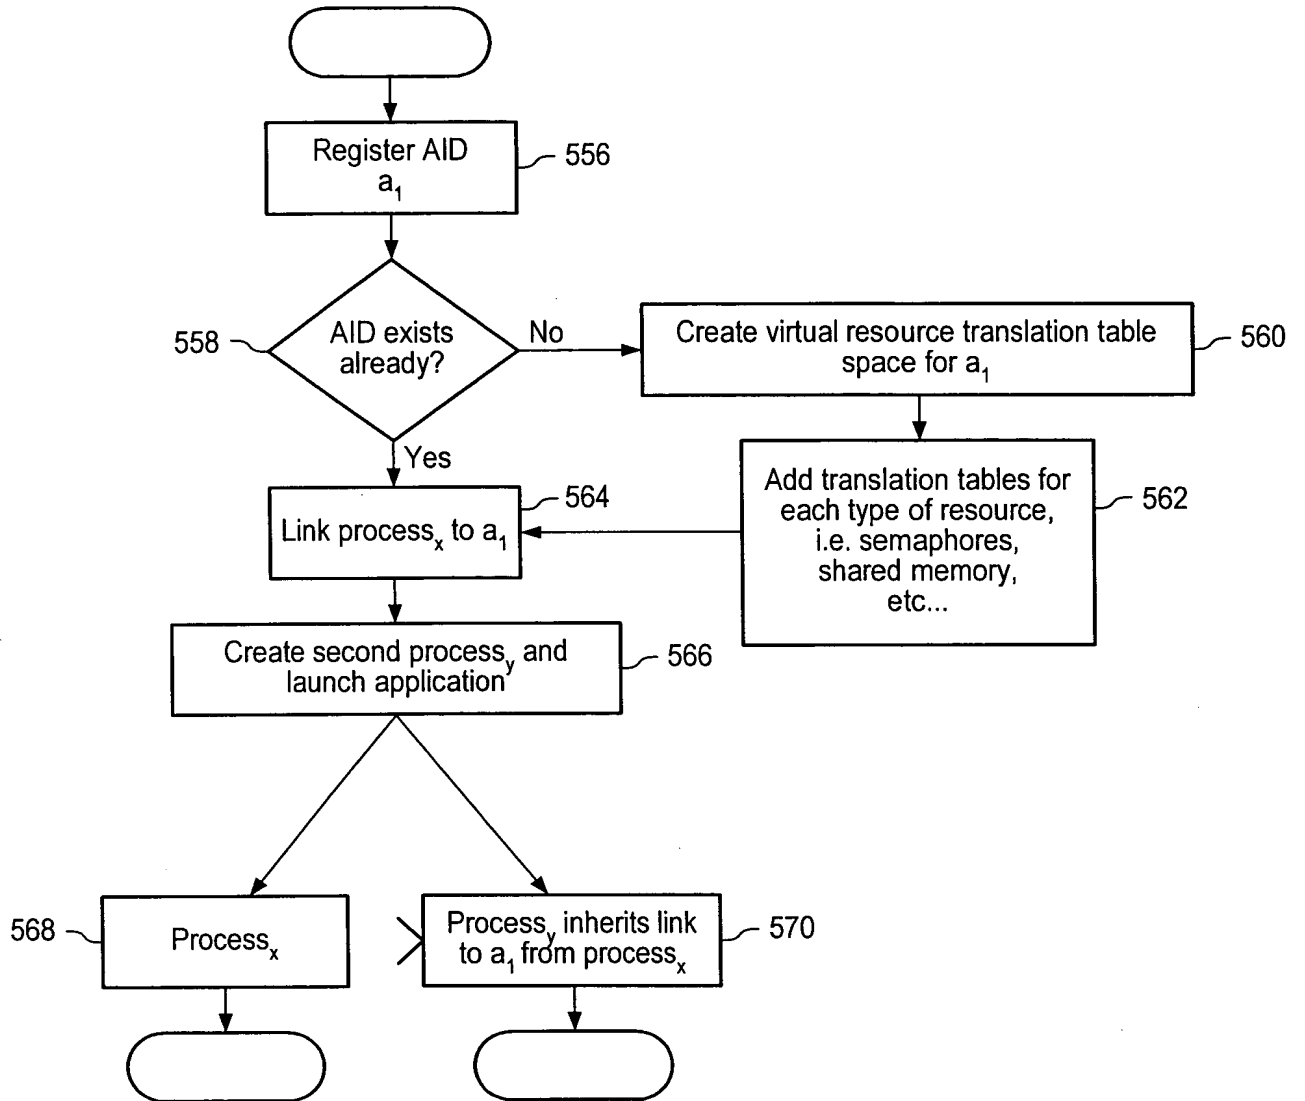 Register AID
a₁
556
AID exists
already?
558
No
Create virtual resource translation table
space for a₁
560
Yes
Add translation tables for
each type of resource,
i.e. semaphores,
shared memory,
etc...
562
564
Link processₓ to a₁
Create second processᵧ and
launch application
566
568
Processₓ
Processᵧ inherits link
to a₁ from processₓ
570